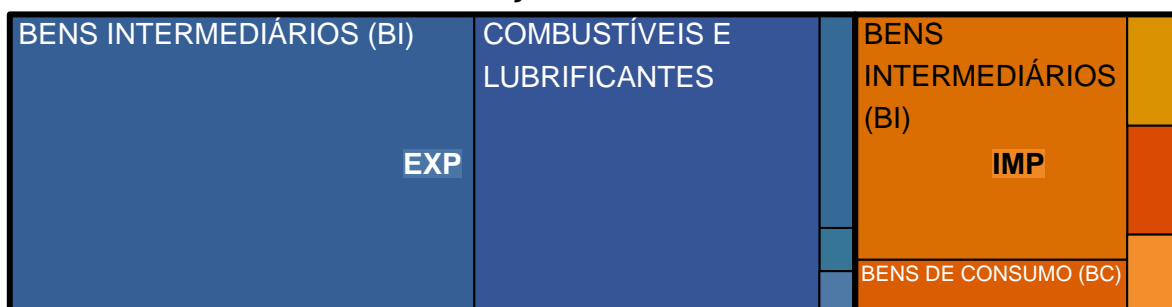 BENS INTERMEDIÁRIOS (BI)
EXP
COMBUSTÍVEIS E
LUBRIFICANTES
BENS
INTERMEDIÁRIOS
(BI)
IMP
BENS DE CONSUMO (BC)